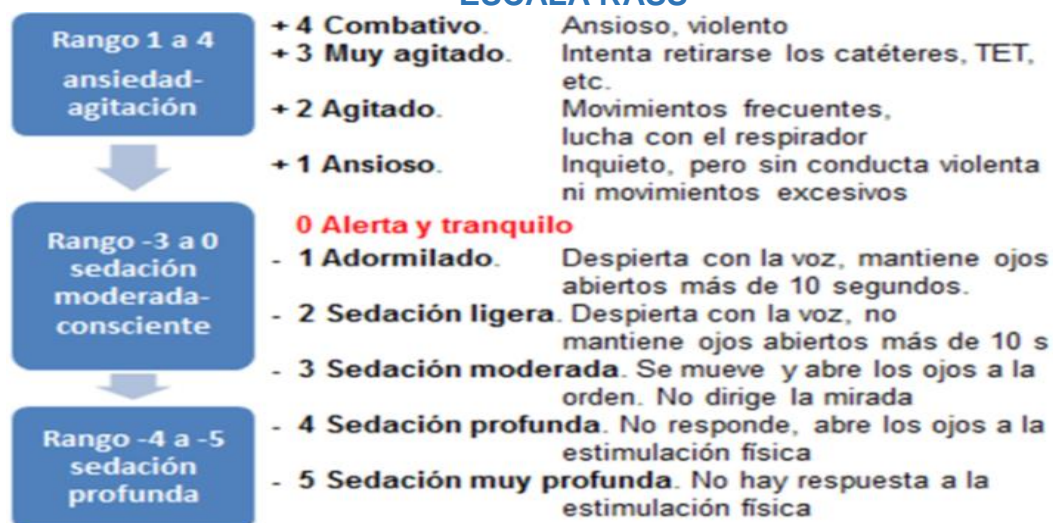 ESCALA RASS
Rango 1 a 4
ansiedad-
agitación
+ 4 Combativo. Ansioso, violento
+ 3 Muy agitado. Intenta retirarse los catéteres, TET,
etc.
+ 2 Agitado. Movimientos frecuentes,
lucha con el respirador
+ 1 Ansioso. Inquieto, pero sin conducta violenta
ni movimientos excesivos
Rango -3 a 0
sedación
moderada-
consciente
0 Alerta y tranquilo
- 1 Adormilado. Despierta con la voz, mantiene ojos
abiertos más de 10 segundos.
- 2 Sedación ligera. Despierta con la voz, no
mantiene ojos abiertos más de 10 s
- 3 Sedación moderada. Se mueve y abre los ojos a la
orden. No dirige la mirada
Rango -4 a -5
sedación
profunda
- 4 Sedación profunda. No responde, abre los ojos a la
estimulación física
- 5 Sedación muy profunda. No hay respuesta a la
estimulación física